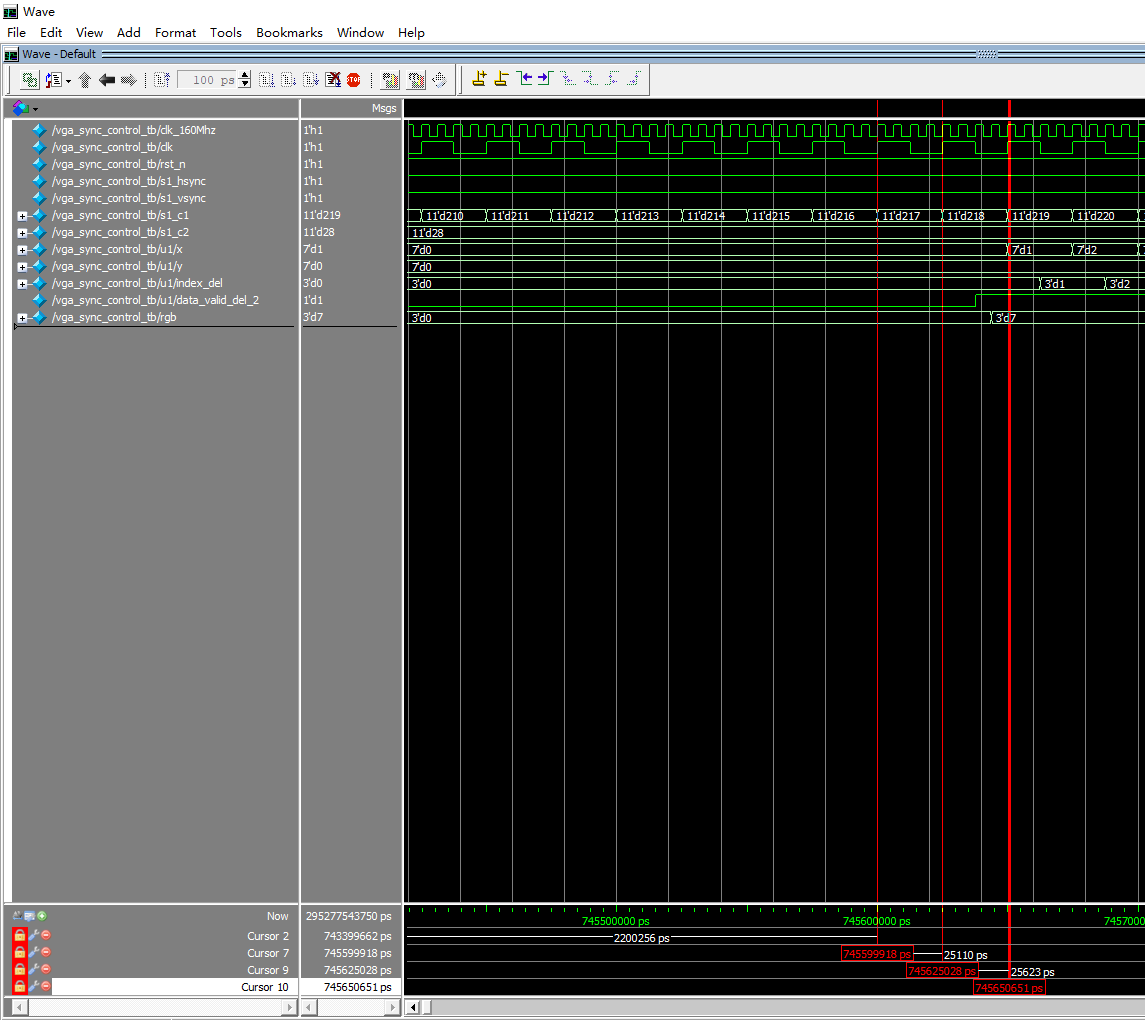 Wave
File Edit View Add Format Tools Bookmarks Window Help
Wave - Default
100 ps STOP
Msgs
/vga_sync_control_tb/clk_160Mhz 1'h1
/vga_sync_control_tb/clk 1'h1
/vga_sync_control_tb/rst_n 1'h1
/vga_sync_control_tb/s1_hsync 1'h1
/vga_sync_control_tb/s1_vsync 1'h1
/vga_sync_control_tb/s1_c1 11'd219 11'd210 11'd211 11'd212 11'd213 11'd214 11'd215 11'd216 11'd217 11'd218 11'd219 11'd220
/vga_sync_control_tb/s1_c2 11'd28 11'd28
/vga_sync_control_tb/u1/x 7'd1 7'd0 7'd1 7'd2
/vga_sync_control_tb/u1/y 7'd0 7'd0
/vga_sync_control_tb/u1/index_del 3'd0 3'd0 3'd1 3'd2
/vga_sync_control_tb/u1/data_valid_del_2 1'd1
/vga_sync_control_tb/rgb 3'd7 3'd0 3'd7
Now 295277543750 ps 745500000 ps 745600000 ps 7457000
Cursor 2 743399662 ps 2200256 ps
Cursor 7 745599918 ps 745599918 ps 25110 ps
Cursor 9 745625028 ps 745625028 ps 25623 ps
Cursor 10 745650651 ps 745650651 ps